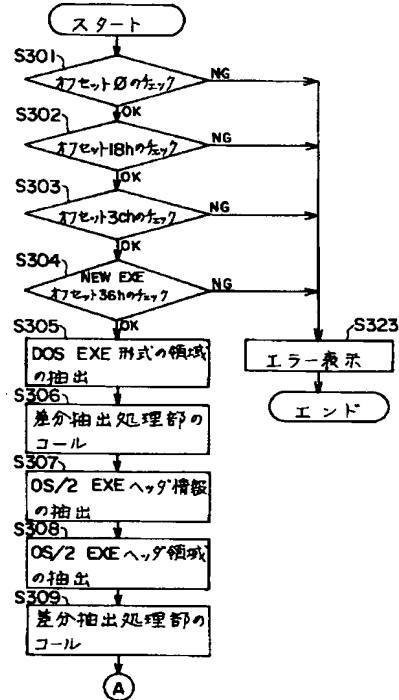 スタート
S301
オフセット0のチェック
NG
OK
S302
オフセット18hのチェック
NG
OK
S303
オフセット3chのチェック
NG
OK
S304
NEW EXE
オフセット36hのチェック
NG
OK
S305
DOS EXE 形式の領域
の抽出
S323
エラー表示
エンド
S306
差分抽出処理部の
コール
S307
OS/2 EXEヘッダ情報
の抽出
S308
OS/2 EXEヘッダ領域
の抽出
S309
差分抽出処理部の
コール
A